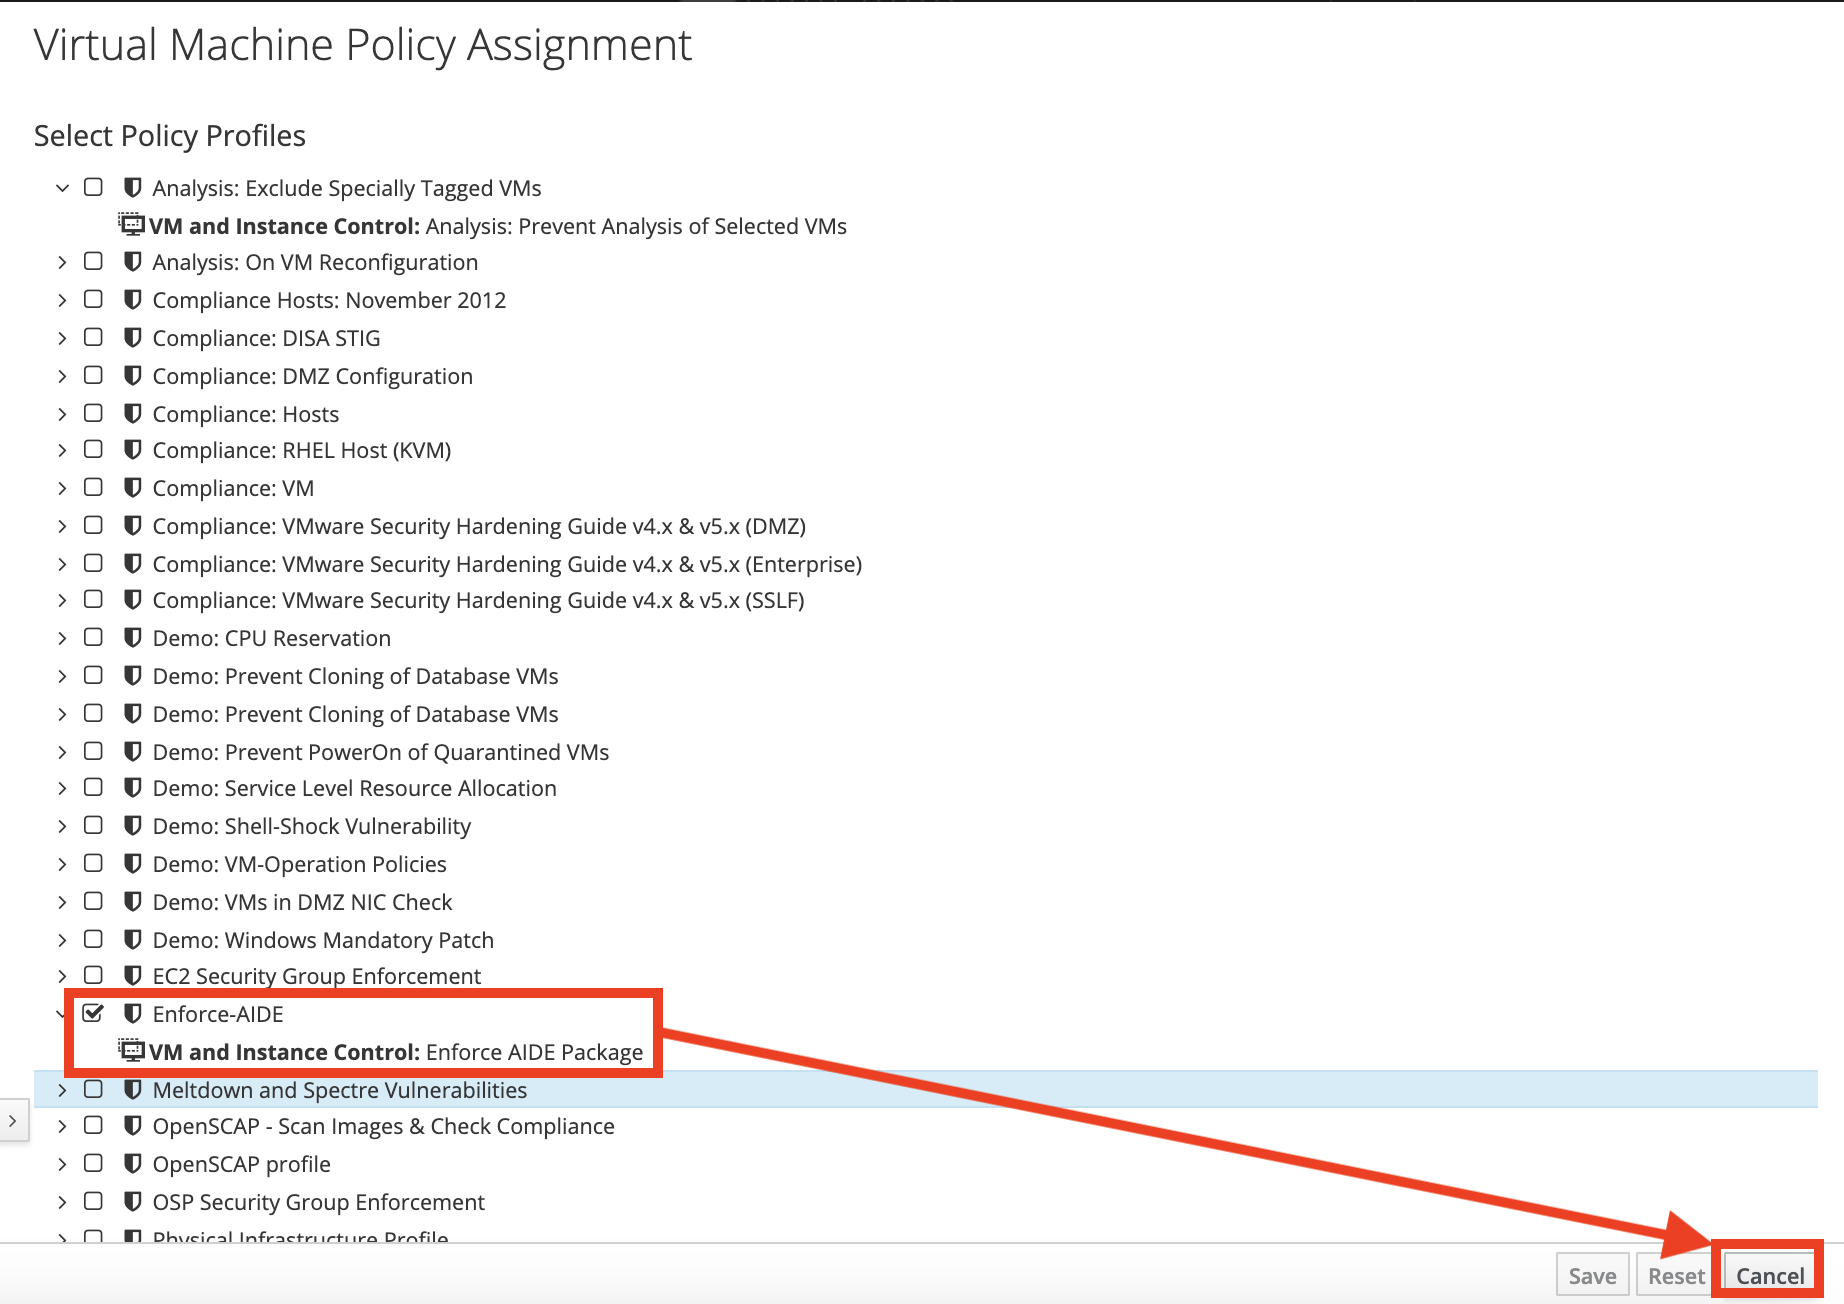 Virtual Machine Policy Assignment
Select Policy Profiles
Analysis: Exclude Specially Tagged VMs
VM and Instance Control: Analysis: Prevent Analysis of Selected VMs
Analysis: On VM Reconfiguration
Compliance Hosts: November 2012
Compliance: DISA STIG
Compliance: DMZ Configuration
Compliance: Hosts
Compliance: RHEL Host (KVM)
Compliance: VM
Compliance: VMware Security Hardening Guide v4.x & v5.x (DMZ)
Compliance: VMware Security Hardening Guide v4.x & v5.x (Enterprise)
Compliance: VMware Security Hardening Guide v4.x & v5.x (SSLF)
Demo: CPU Reservation
Demo: Prevent Cloning of Database VMs
Demo: Prevent Cloning of Database VMs
Demo: Prevent PowerOn of Quarantined VMs
Demo: Service Level Resource Allocation
Demo: Shell-Shock Vulnerability
Demo: VM-Operation Policies
Demo: VMs in DMZ NIC Check
Demo: Windows Mandatory Patch
EC2 Security Group Enforcement
Enforce-AIDE
VM and Instance Control: Enforce AIDE Package
Meltdown and Spectre Vulnerabilities
OpenSCAP - Scan Images & Check Compliance
OpenSCAP profile
OSP Security Group Enforcement
Physical Infrastructure Profile
Save Reset Cancel